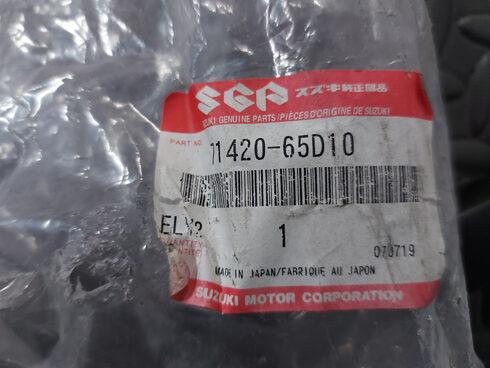 SGP スズキ純正部品
SUZUKI GENUINE PARTS/PIÈCES D'ORIGINE DE SUZUKI
PART NO.
11420-65D10
1
QUANTITY
073719
MADE IN JAPAN/FABRIQUE AU JAPON
SUZUKI MOTOR CORPORATION